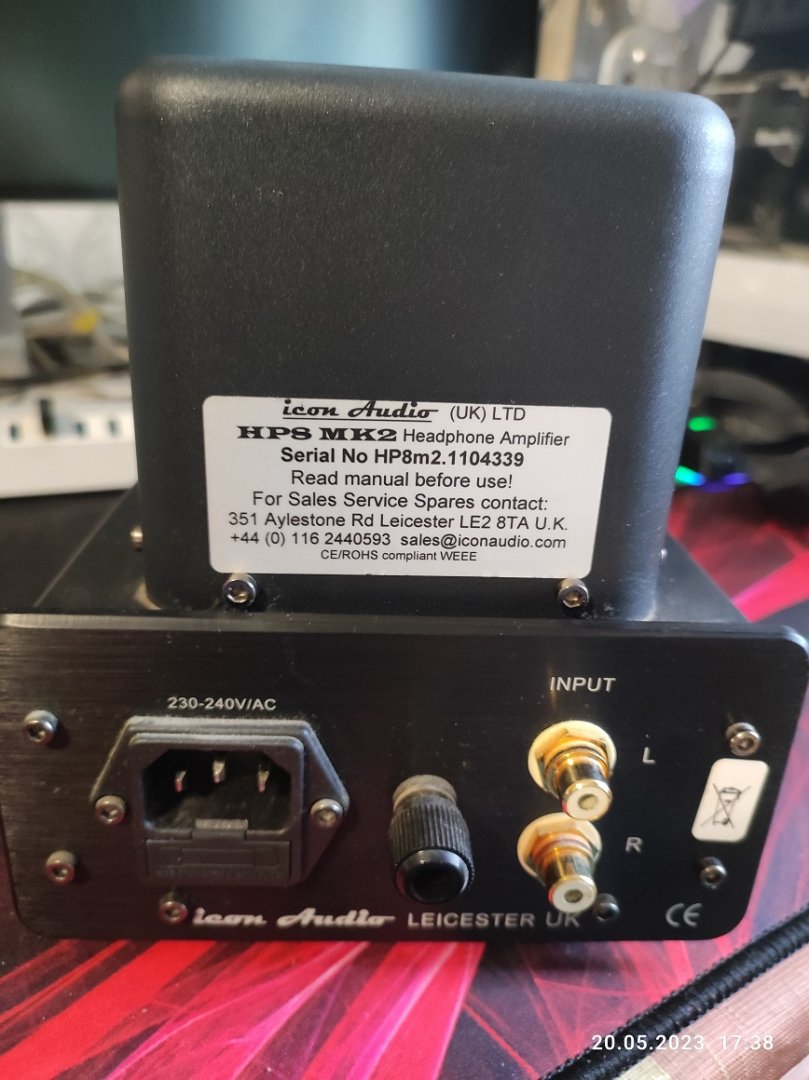 icon Audio (UK) LTD
HP8 MK2 Headphone Amplifier
Serial No HP8m2.1104339
Read manual before use!
For Sales Service Spares contact:
351 Aylestone Rd Leicester LE2 8TA U.K.
+44 (0) 116 2440593 sales@iconaudio.com
CE/ROHS compliant WEEE
INPUT
230-240V/AC
L
R
icon Audio LEICESTER UK
CE
20.05.2023 17:38